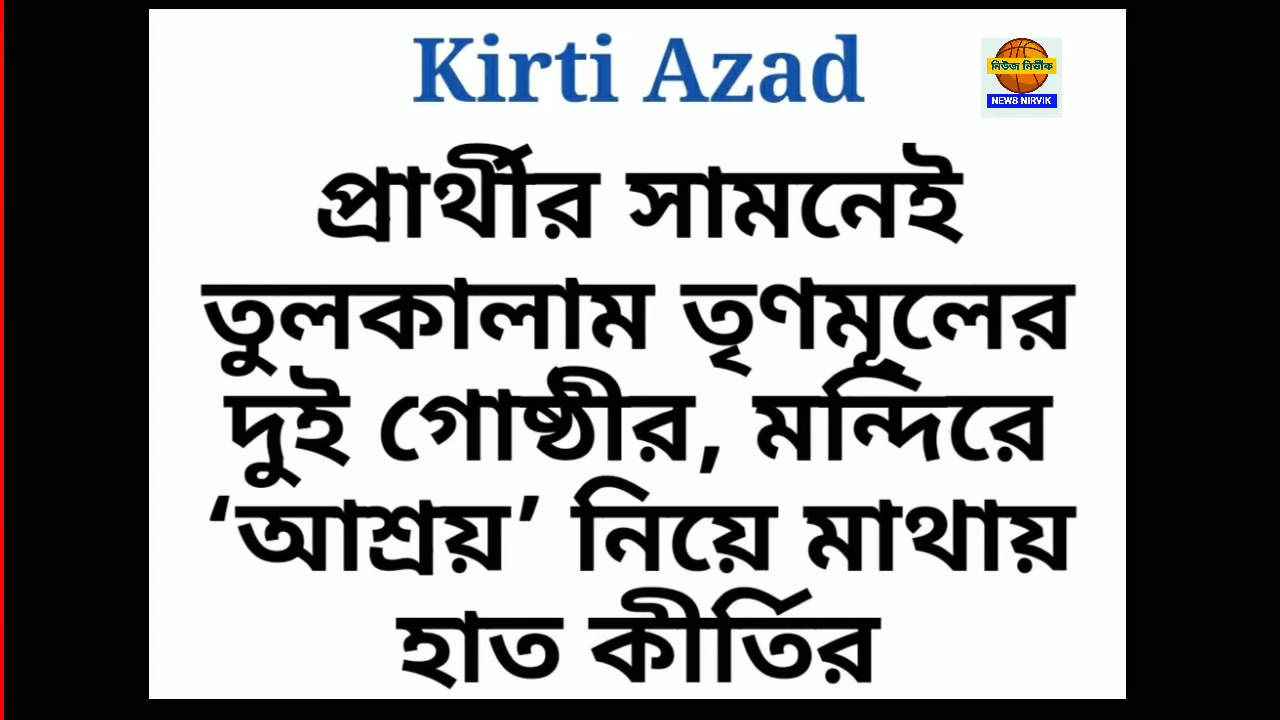 Kirti Azad
নিউজ নির্ভীক
NEWS NIRVIK
প্রার্থীর সামনেই
তুলকালাম তৃণমূলের
দুই গোষ্ঠীর, মন্দিরে
‘আশ্রয়’ নিয়ে মাথায়
হাত কীর্তির